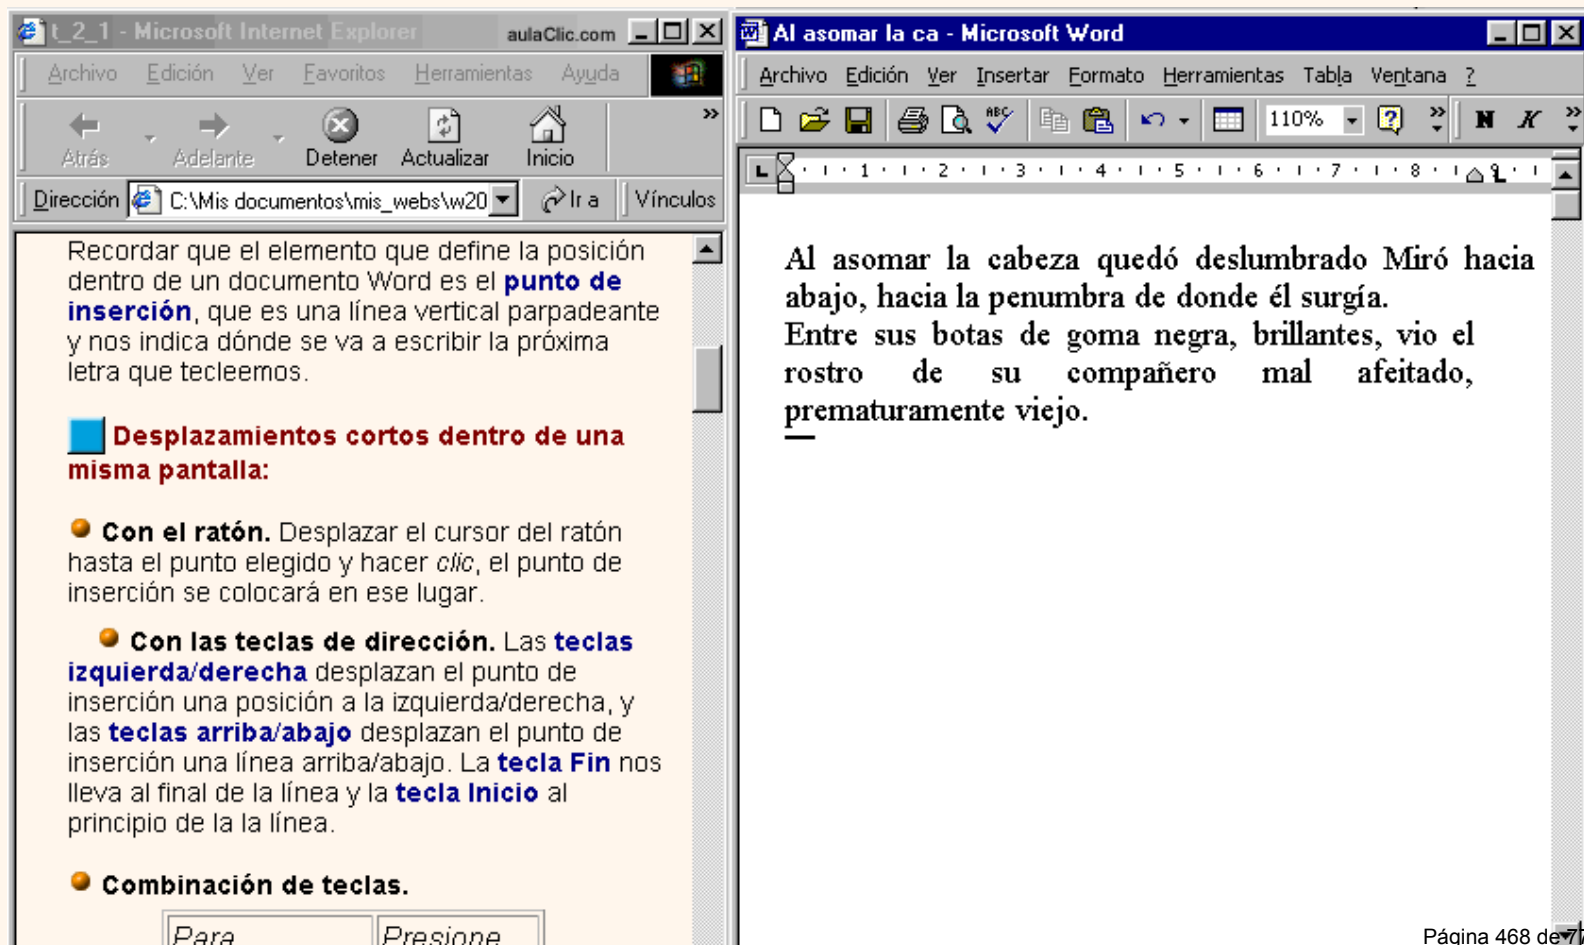 t_2_1 - Microsoft Internet Explorer
aulaClic.com
Archivo Edición Ver Favoritos Herramientas Ayuda
Atrás Adelante Detener Actualizar Inicio »
Dirección C:\Mis documentos\mis_webs\w20 Ir a Vínculos
Recordar que el elemento que define la posición
dentro de un documento Word es el punto de
inserción, que es una línea vertical parpadeante
y nos indica dónde se va a escribir la próxima
letra que tecleemos.
Desplazamientos cortos dentro de una
misma pantalla:
Con el ratón. Desplazar el cursor del ratón
hasta el punto elegido y hacer clic, el punto de
inserción se colocará en ese lugar.
Con las teclas de dirección. Las teclas
izquierda/derecha desplazan el punto de
inserción una posición a la izquierda/derecha, y
las teclas arriba/abajo desplazan el punto de
inserción una línea arriba/abajo. La tecla Fin nos
lleva al final de la línea y la tecla Inicio al
principio de la la línea.
Combinación de teclas.
Para Presione
Al asomar la ca - Microsoft Word
Archivo Edición Ver Insertar Formato Herramientas Tabla Ventana ?
ABC 110% » N K »
1 2 3 4 5 6 7 8 9
Al asomar la cabeza quedó deslumbrado Miró hacia
abajo, hacia la penumbra de donde él surgía.
Entre sus botas de goma negra, brillantes, vio el
rostro de su compañero mal afeitado,
prematuramente viejo.
Página 468 de